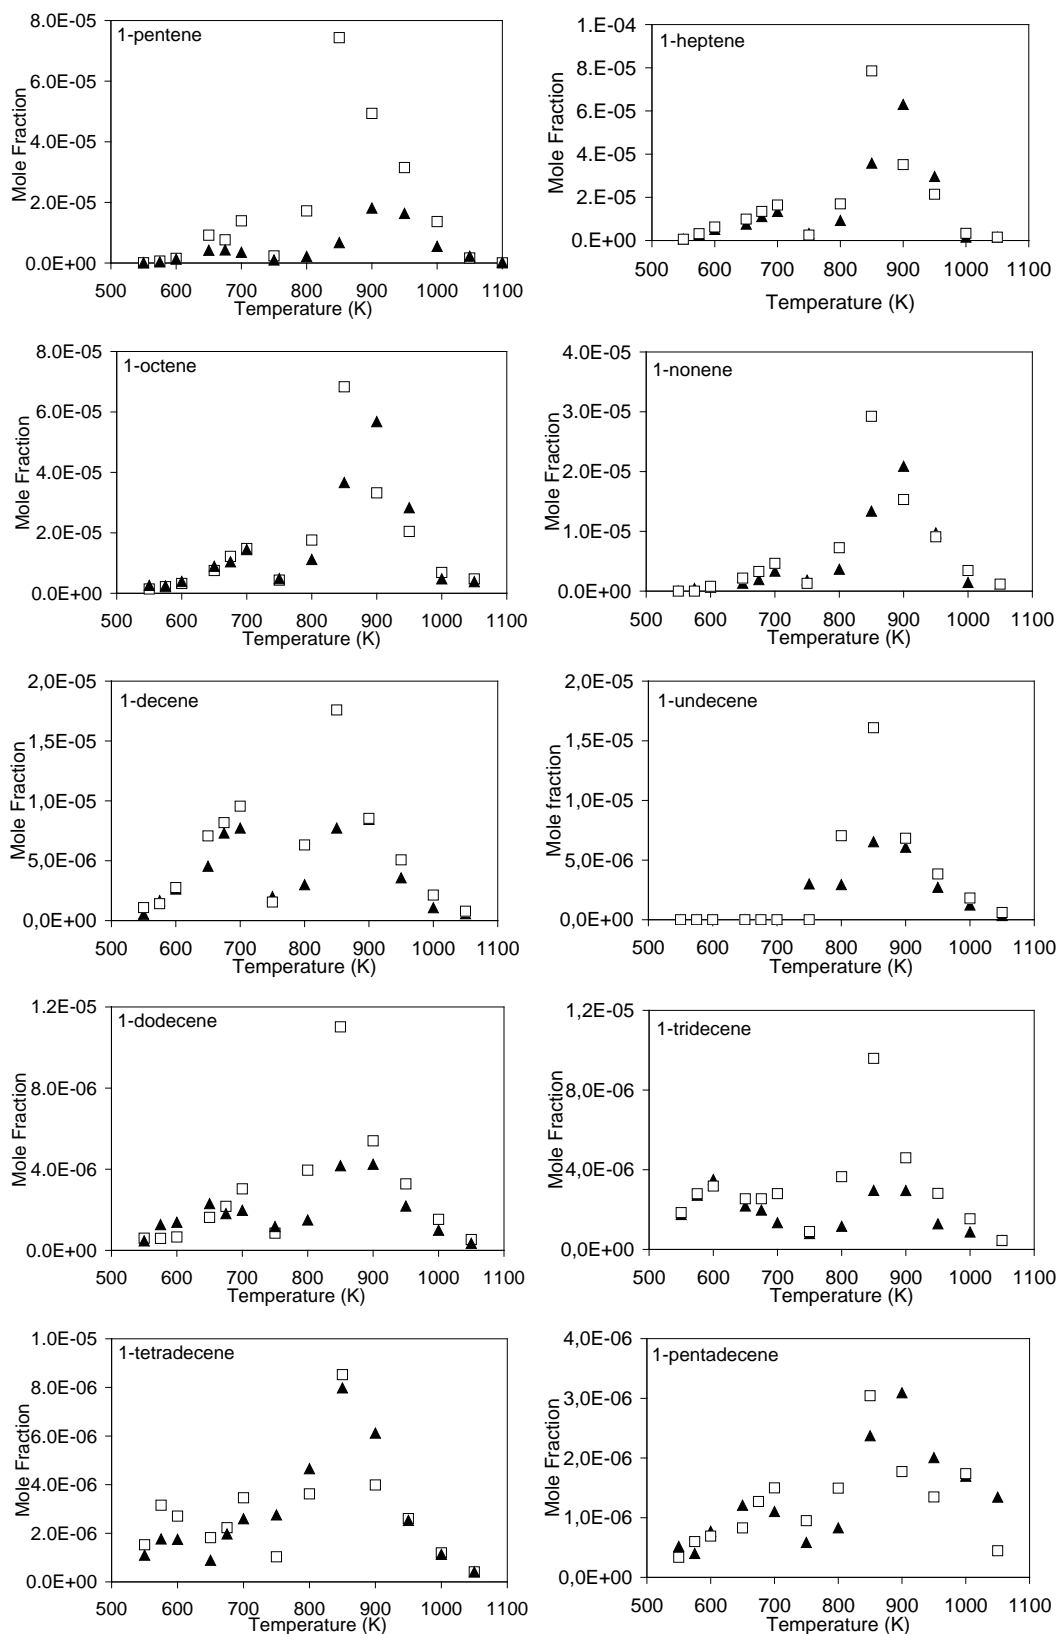 1-pentene
Mole Fraction
8.0E-05
6.0E-05
4.0E-05
2.0E-05
0.0E+00
500 600 700 800 900 1000 1100
Temperature (K)
1-heptene
Mole Fraction
1.E-04
8.E-05
6.E-05
4.E-05
2.E-05
0.E+00
500 600 700 800 900 1000 1100
Temperature (K)
1-octene
Mole Fraction
8.0E-05
6.0E-05
4.0E-05
2.0E-05
0.0E+00
500 600 700 800 900 1000 1100
Temperature (K)
1-nonene
Mole Fraction
4.0E-05
3.0E-05
2.0E-05
1.0E-05
0.0E+00
500 600 700 800 900 1000 1100
Temperature (K)
1-decene
Mole Fraction
2,0E-05
1,5E-05
1,0E-05
5,0E-06
0,0E+00
500 600 700 800 900 1000 1100
Temperature (K)
1-undecene
Mole fraction
2,0E-05
1,5E-05
1,0E-05
5,0E-06
0,0E+00
500 600 700 800 900 1000 1100
Temperature (K)
1-dodecene
Mole Fraction
1.2E-05
8.0E-06
4.0E-06
0.0E+00
500 600 700 800 900 1000 1100
Temperature (K)
1-tridecene
Mole Fraction
1,2E-05
8,0E-06
4,0E-06
0,0E+00
500 600 700 800 900 1000 1100
Temperature (K)
1-tetradecene
Mole Fraction
1.0E-05
8.0E-06
6.0E-06
4.0E-06
2.0E-06
0.0E+00
500 600 700 800 900 1000 1100
Temperature (K)
1-pentadecene
Mole Fraction
4,0E-06
3,0E-06
2,0E-06
1,0E-06
0,0E+00
500 600 700 800 900 1000 1100
Temperature (K)